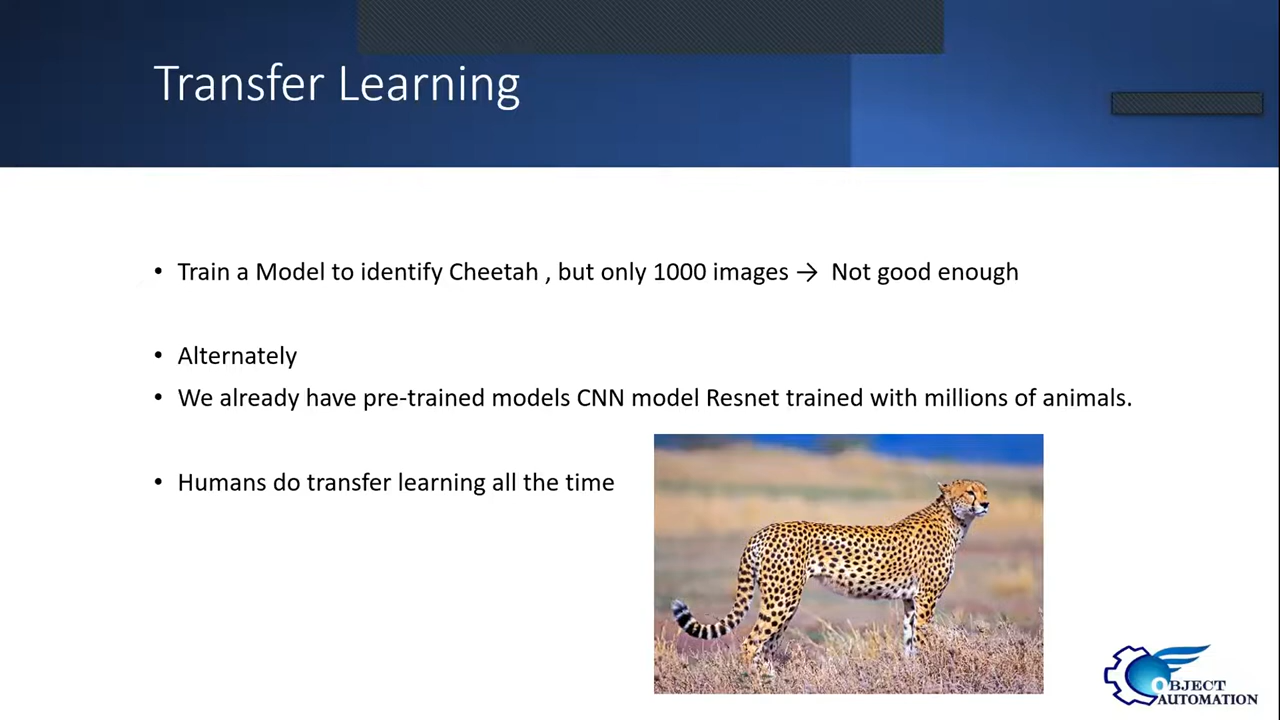 Transfer Learning
• Train a Model to identify Cheetah , but only 1000 images → Not good enough
• Alternately
• We already have pre-trained models CNN model Resnet trained with millions of animals.
• Humans do transfer learning all the time
OBJECT
AUTOMATION